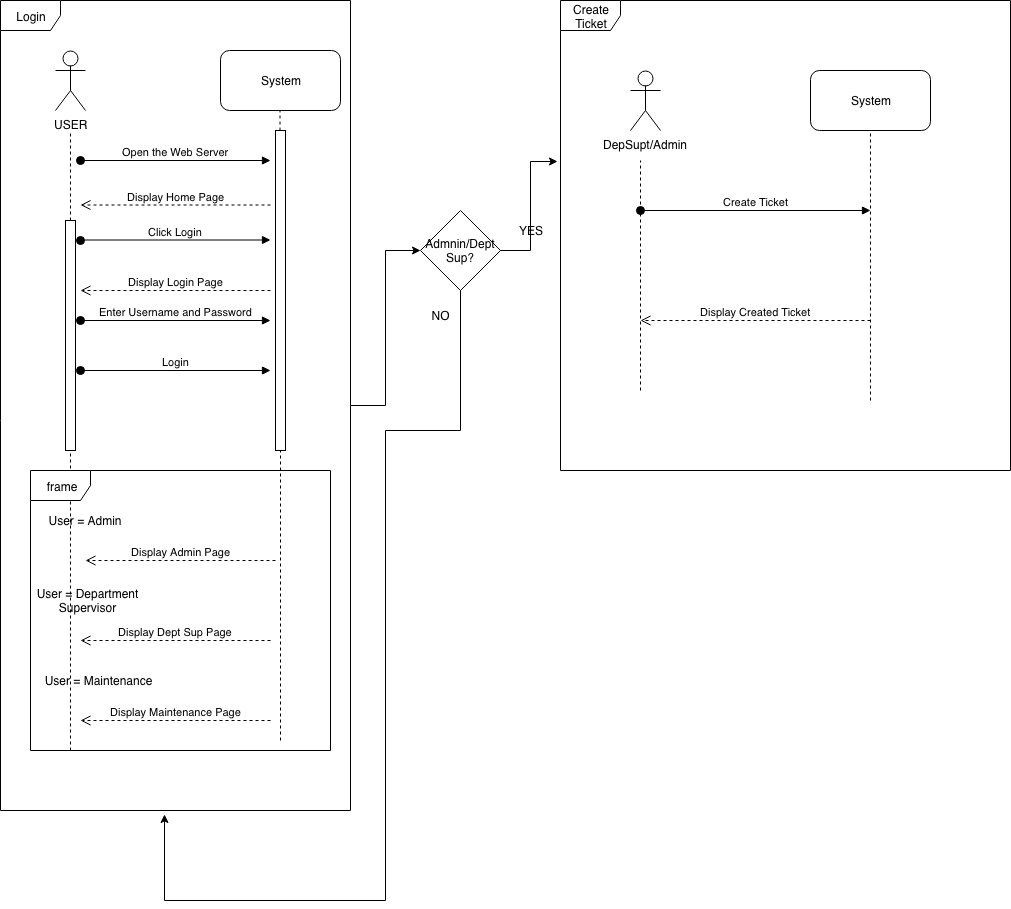 Login
USER
System
Open the Web Server
Display Home Page
Click Login
Display Login Page
Enter Username and Password
Login
frame
User = Admin
Display Admin Page
User = Department
Supervisor
Display Dept Sup Page
User = Maintenance
Display Maintenance Page
Admnin/Dept
Sup?
YES
NO
Create
Ticket
DepSupt/Admin
System
Create Ticket
Display Created Ticket